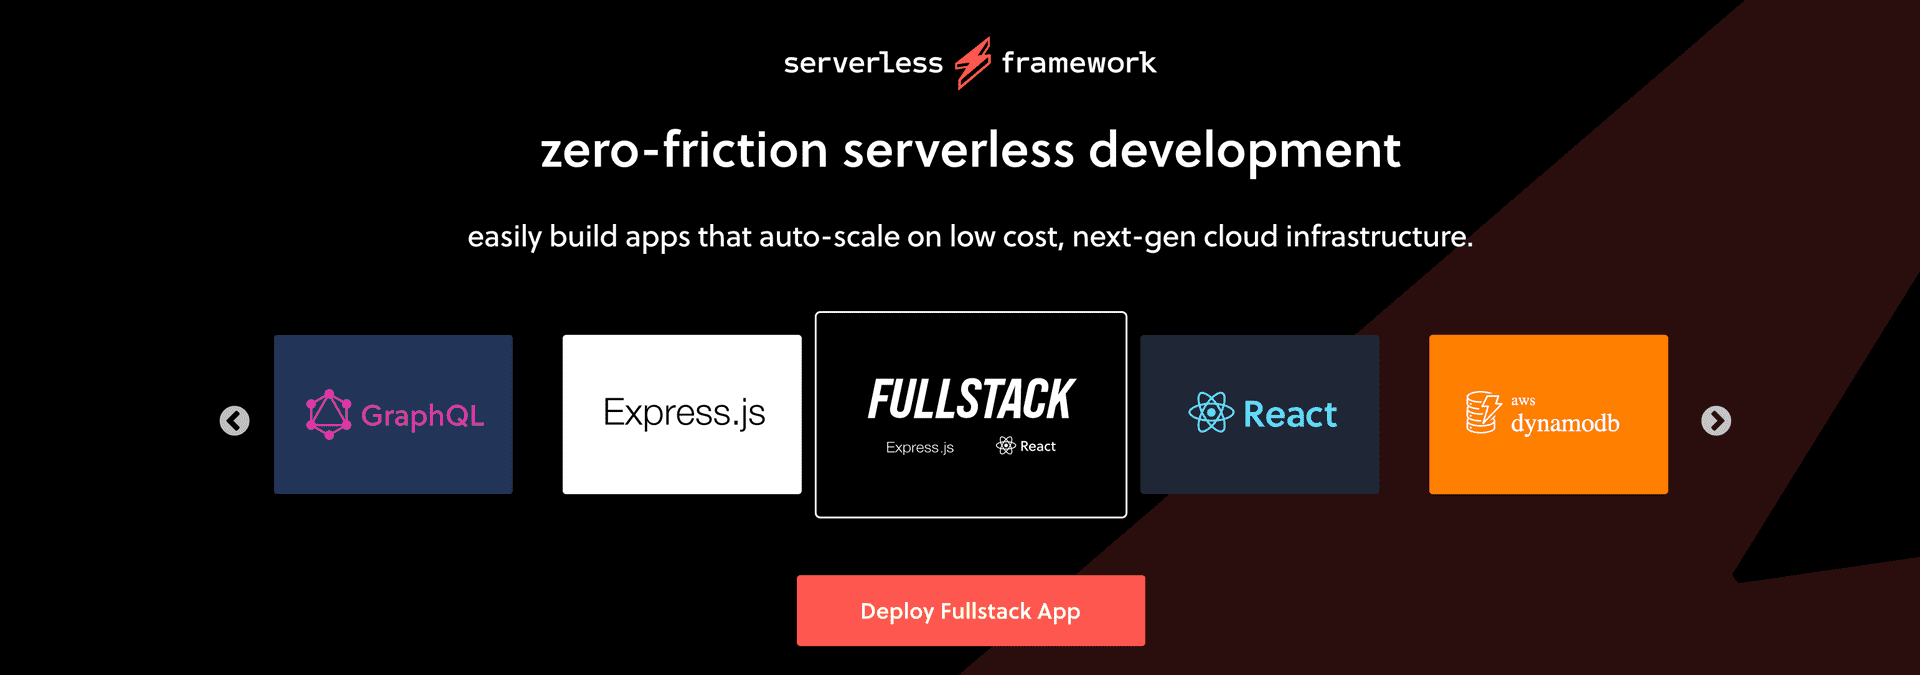 serverless framework
zero-friction serverless development
easily build apps that auto-scale on low cost, next-gen cloud infrastructure.
GraphQL
Express.js
FULLSTACK
Express.js React
React
aws
dynamodb
Deploy Fullstack App